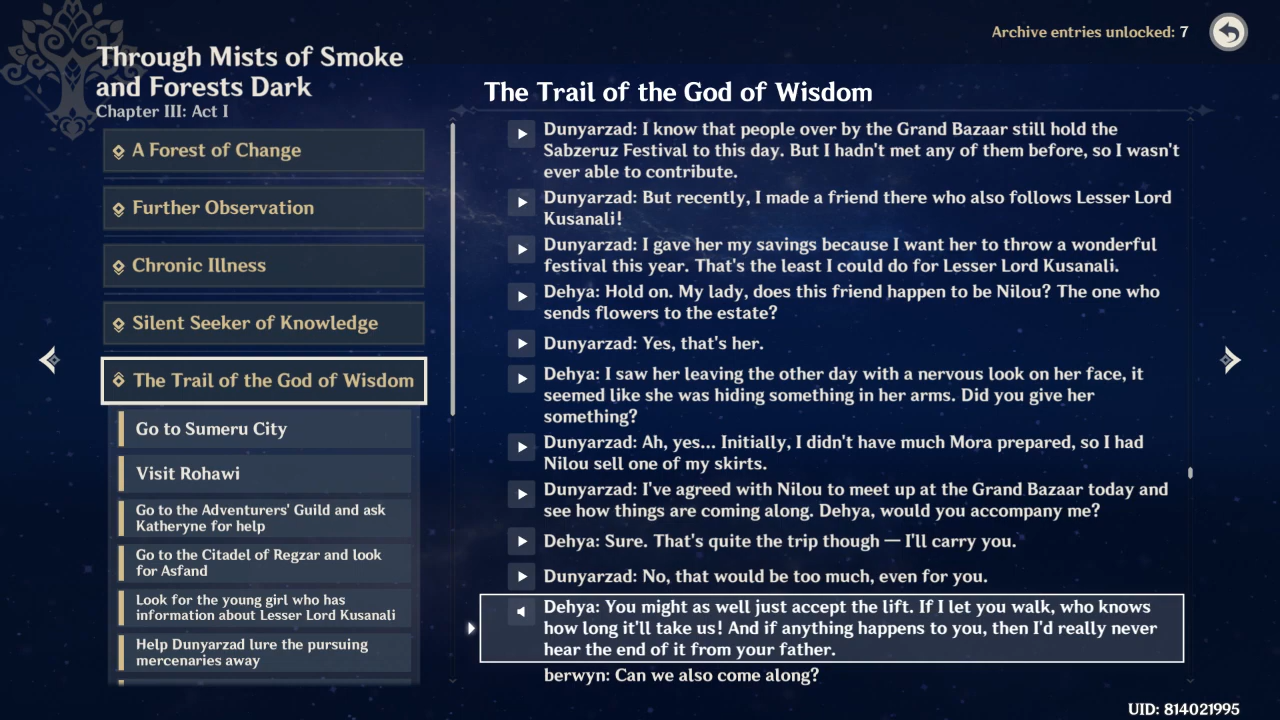 Through Mists of Smoke
and Forests Dark
Chapter III: Act I
A Forest of Change
Further Observation
Chronic Illness
Silent Seeker of Knowledge
The Trail of the God of Wisdom
Go to Sumeru City
Visit Rohawi
Go to the Adventurers' Guild and ask
Katheryne for help
Go to the Citadel of Regzar and look
for Asfand
Look for the young girl who has
information about Lesser Lord Kusanali
Help Dunyarzad lure the pursuing
mercenaries away
Archive entries unlocked: 7
The Trail of the God of Wisdom
Dunyarzad: I know that people over by the Grand Bazaar still hold the
Sabzeruz Festival to this day. But I hadn't met any of them before, so I wasn't
ever able to contribute.
Dunyarzad: But recently, I made a friend there who also follows Lesser Lord
Kusanali!
Dunyarzad: I gave her my savings because I want her to throw a wonderful
festival this year. That's the least I could do for Lesser Lord Kusanali.
Dehya: Hold on. My lady, does this friend happen to be Nilou? The one who
sends flowers to the estate?
Dunyarzad: Yes, that's her.
Dehya: I saw her leaving the other day with a nervous look on her face, it
seemed like she was hiding something in her arms. Did you give her
something?
Dunyarzad: Ah, yes... Initially, I didn't have much Mora prepared, so I had
Nilou sell one of my skirts.
Dunyarzad: I've agreed with Nilou to meet up at the Grand Bazaar today and
see how things are coming along. Dehya, would you accompany me?
Dehya: Sure. That's quite the trip though — I'll carry you.
Dunyarzad: No, that would be too much, even for you.
Dehya: You might as well just accept the lift. If I let you walk, who knows
how long it'll take us! And if anything happens to you, then I'd really never
hear the end of it from your father.
berwyn: Can we also come along?
UID: 814021995